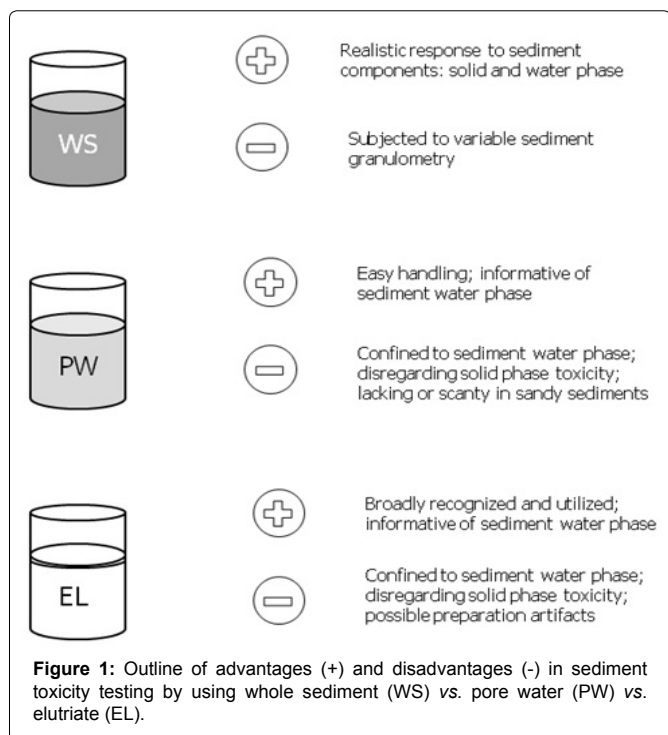 WS
Realistic response to sediment
components: solid and water phase
Subjected to variable sediment
granulometry
PW
Easy handling; informative of
sediment water phase
Confined to sediment water phase;
disregarding solid phase toxicity;
lacking or scanty in sandy sediments
EL
Broadly recognized and utilized;
informative of sediment water phase
Confined to sediment water phase;
disregarding solid phase toxicity;
possible preparation artifacts
Figure 1: Outline of advantages (+) and disadvantages (-) in sediment
toxicity testing by using whole sediment (WS) vs. pore water (PW) vs.
elutriate (EL).